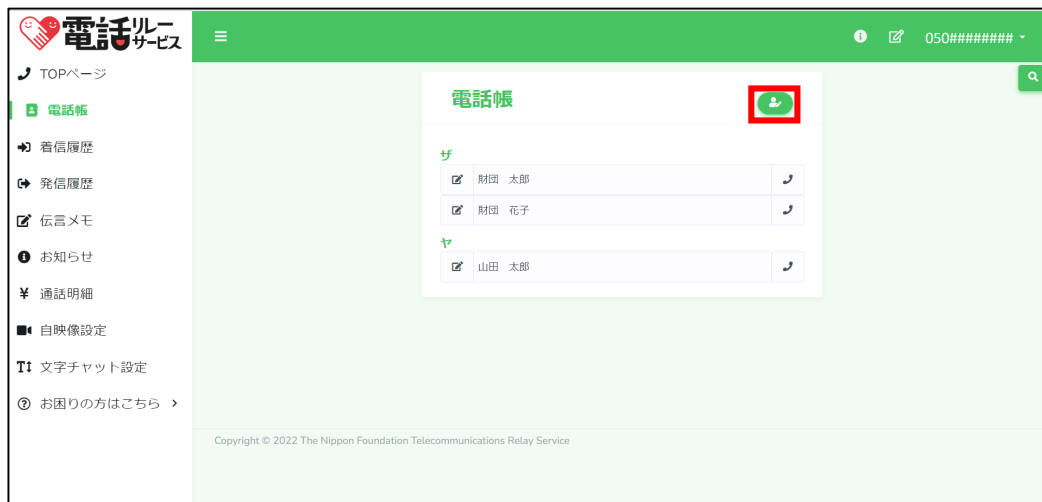 電話リレーサービス
050######## 
TOPページ
電話帳
着信履歴
発信履歴
伝言メモ
お知らせ
通話明細
自映像設定
文字チャット設定
お困りの方はこちら
電話帳
ザ
財団　太郎
財団　花子
ヤ
山田　太郎
Copyright © 2022 The Nippon Foundation Telecommunications Relay Service